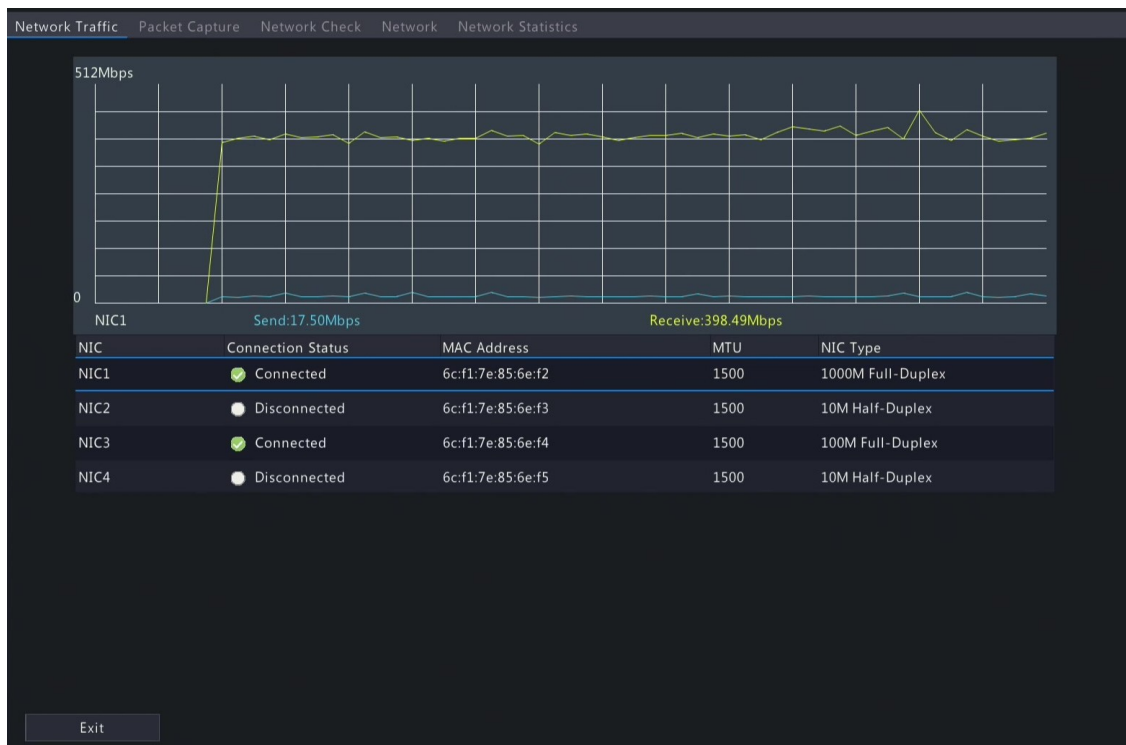 Network Traffic Packet Capture Network Check Network Network Statistics
512Mbps
0
NIC1 Send:17.50Mbps Receive:398.49Mbps
NIC Connection Status MAC Address MTU NIC Type
NIC1 Connected 6c:f1:7e:85:6e:f2 1500 1000M Full-Duplex
NIC2 Disconnected 6c:f1:7e:85:6e:f3 1500 10M Half-Duplex
NIC3 Connected 6c:f1:7e:85:6e:f4 1500 100M Full-Duplex
NIC4 Disconnected 6c:f1:7e:85:6e:f5 1500 10M Half-Duplex
Exit